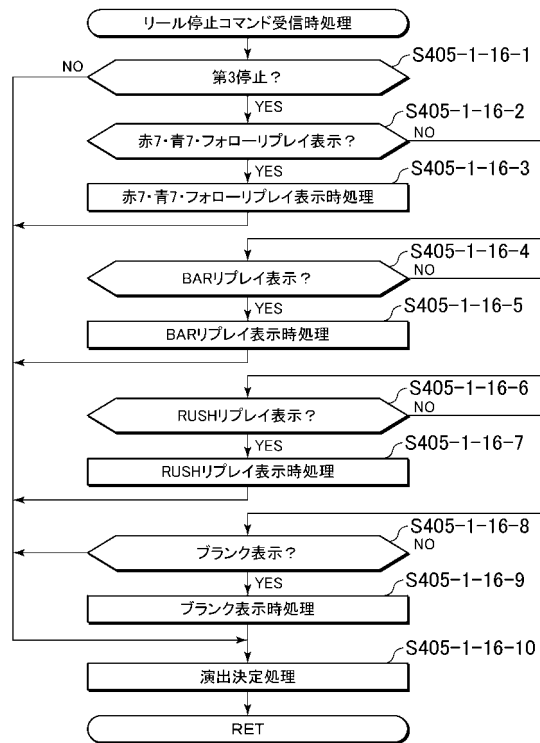 リール停止コマンド受信時処理
S405-1-16-1
NO
第3停止?
YES
S405-1-16-2
赤7・青7・フォローリプレイ表示?
NO
YES
S405-1-16-3
赤7・青7・フォローリプレイ表示時処理
S405-1-16-4
BARリプレイ表示?
NO
YES
S405-1-16-5
BARリプレイ表示時処理
S405-1-16-6
RUSHリプレイ表示?
NO
YES
S405-1-16-7
RUSHリプレイ表示時処理
S405-1-16-8
ブランク表示?
NO
YES
S405-1-16-9
ブランク表示時処理
S405-1-16-10
演出決定処理
RET